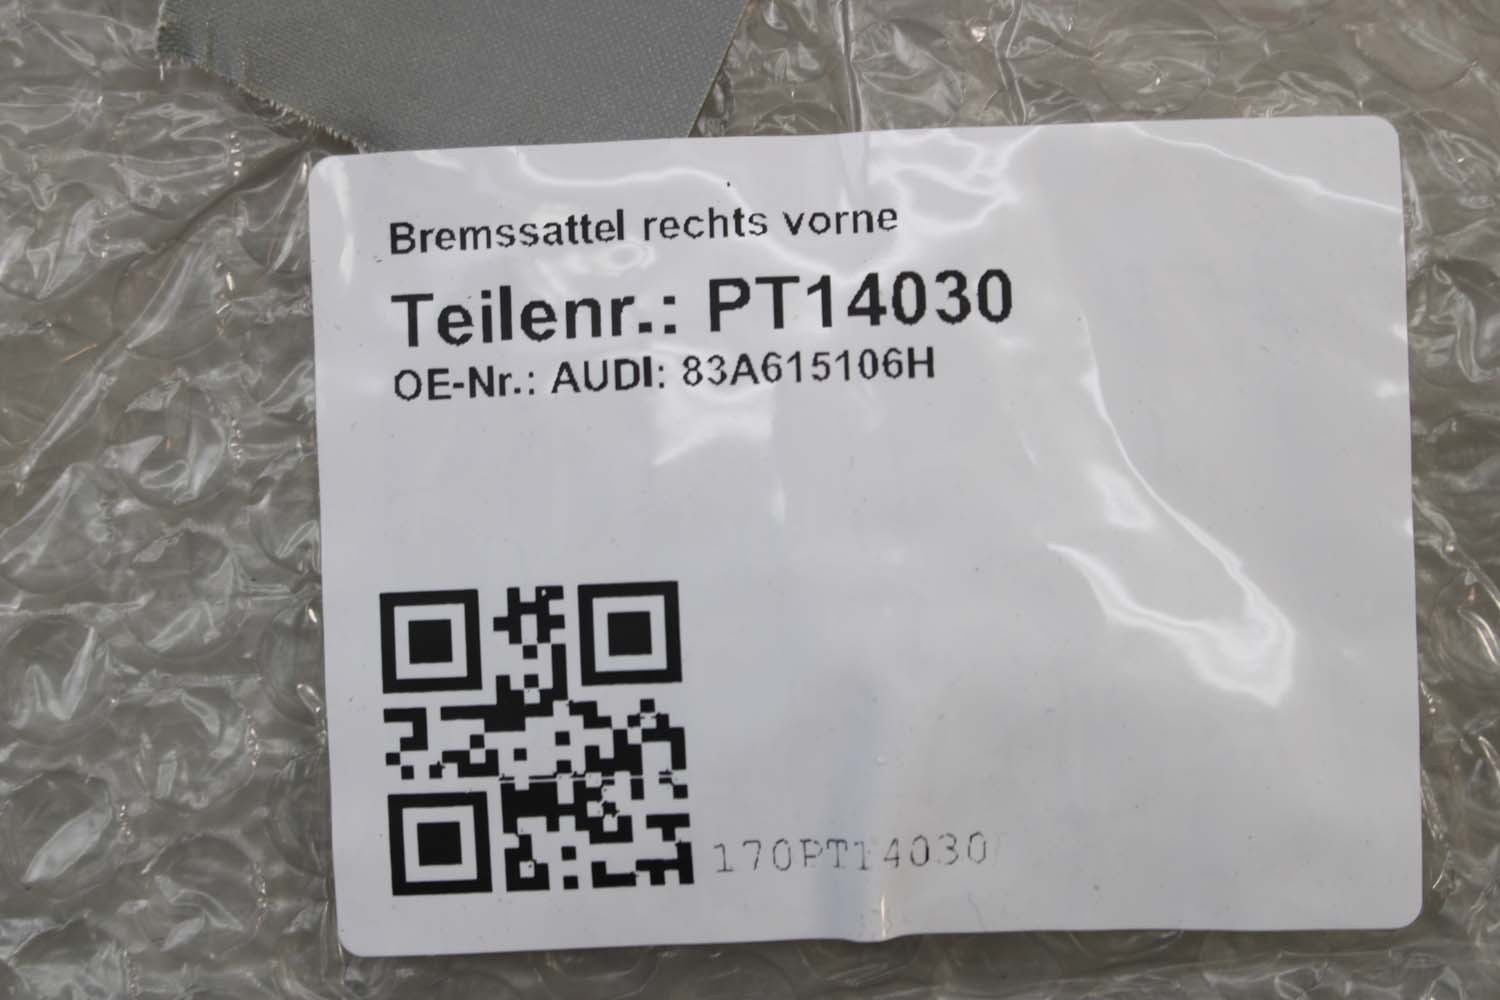 Bremssattel rechts vorne
Teilenr.: PT14030
OE-Nr.: AUDI: 83A615106H
170PT14030